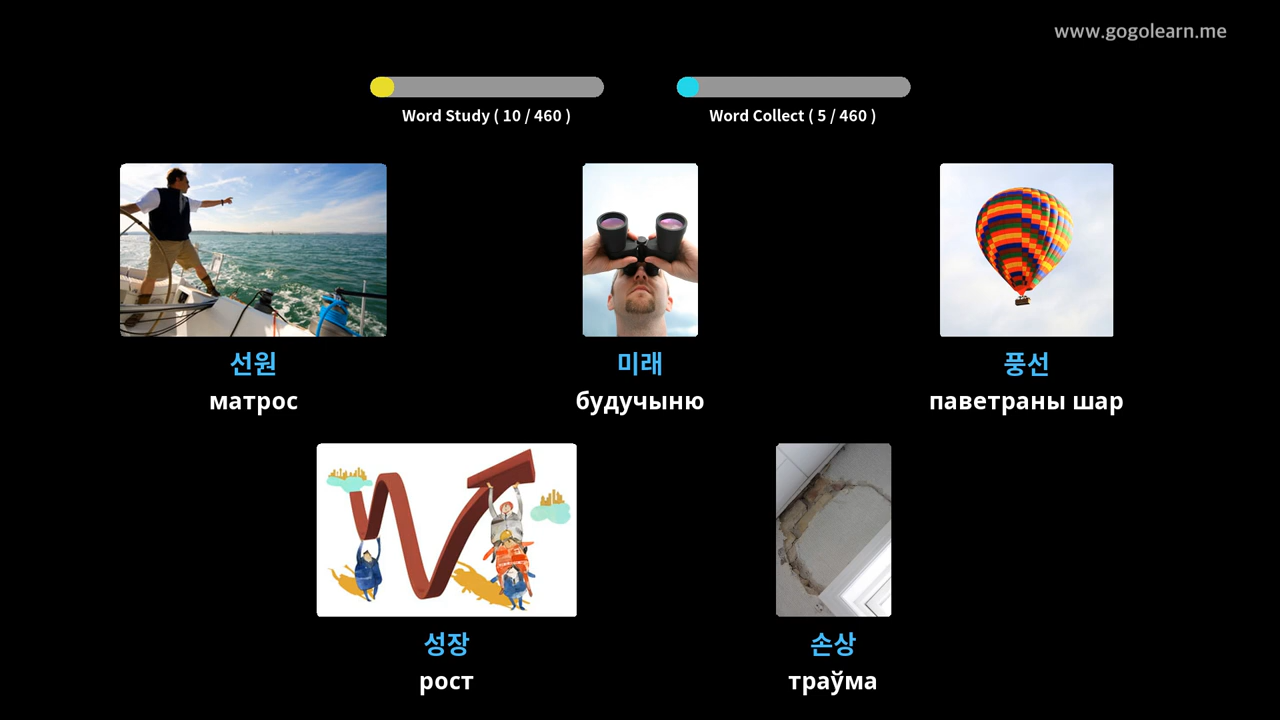 www.gogolearn.me
Word Study ( 10 / 460 )
Word Collect ( 5 / 460 )
선원
матрос
미래
будучыню
풍선
паветраны шар
성장
рост
손상
траўма